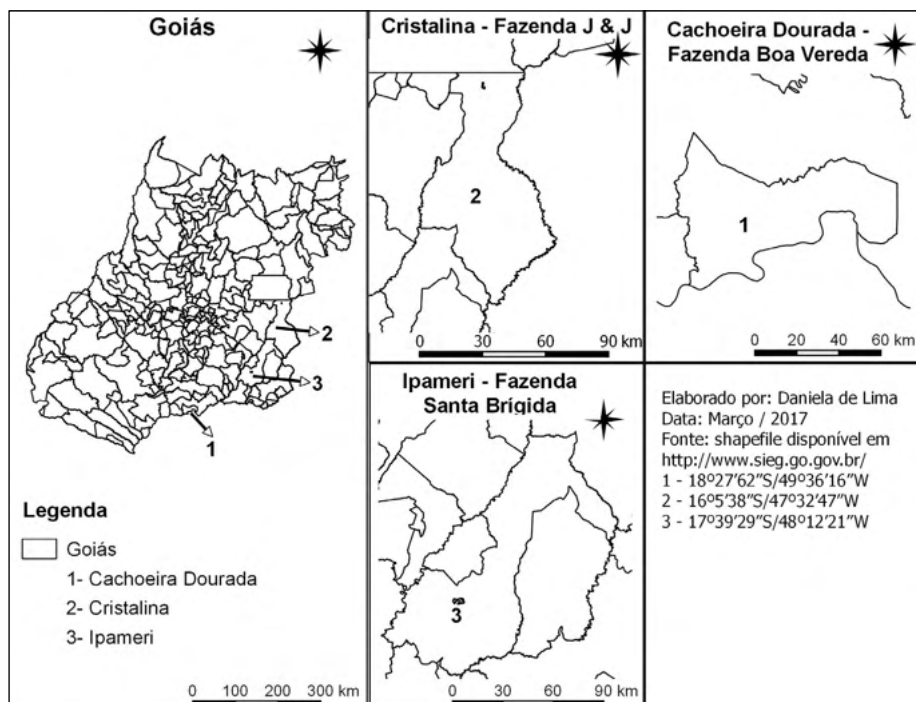 Goiás
2
3
1
Legenda
Goiás
1- Cachoeira Dourada
2- Cristalina
3- Ipameri
0 100 200 300 km
Cristalina - Fazenda J & J
2
0 30 60 90 km
Cachoeira Dourada -
Fazenda Boa Vereda
1
0 20 40 60 km
Ipameri - Fazenda
Santa Brigida
3
0 30 60 90 km
Elaborado por: Daniela de Lima
Data: Março / 2017
Fonte: shapefile disponível em
http://www.sieg.go.gov.br/
1 - 18º27’62”S/49º36’16”W
2 - 16º5’38”S/47º32’47”W
3 - 17º39’29”S/48º12’21”W